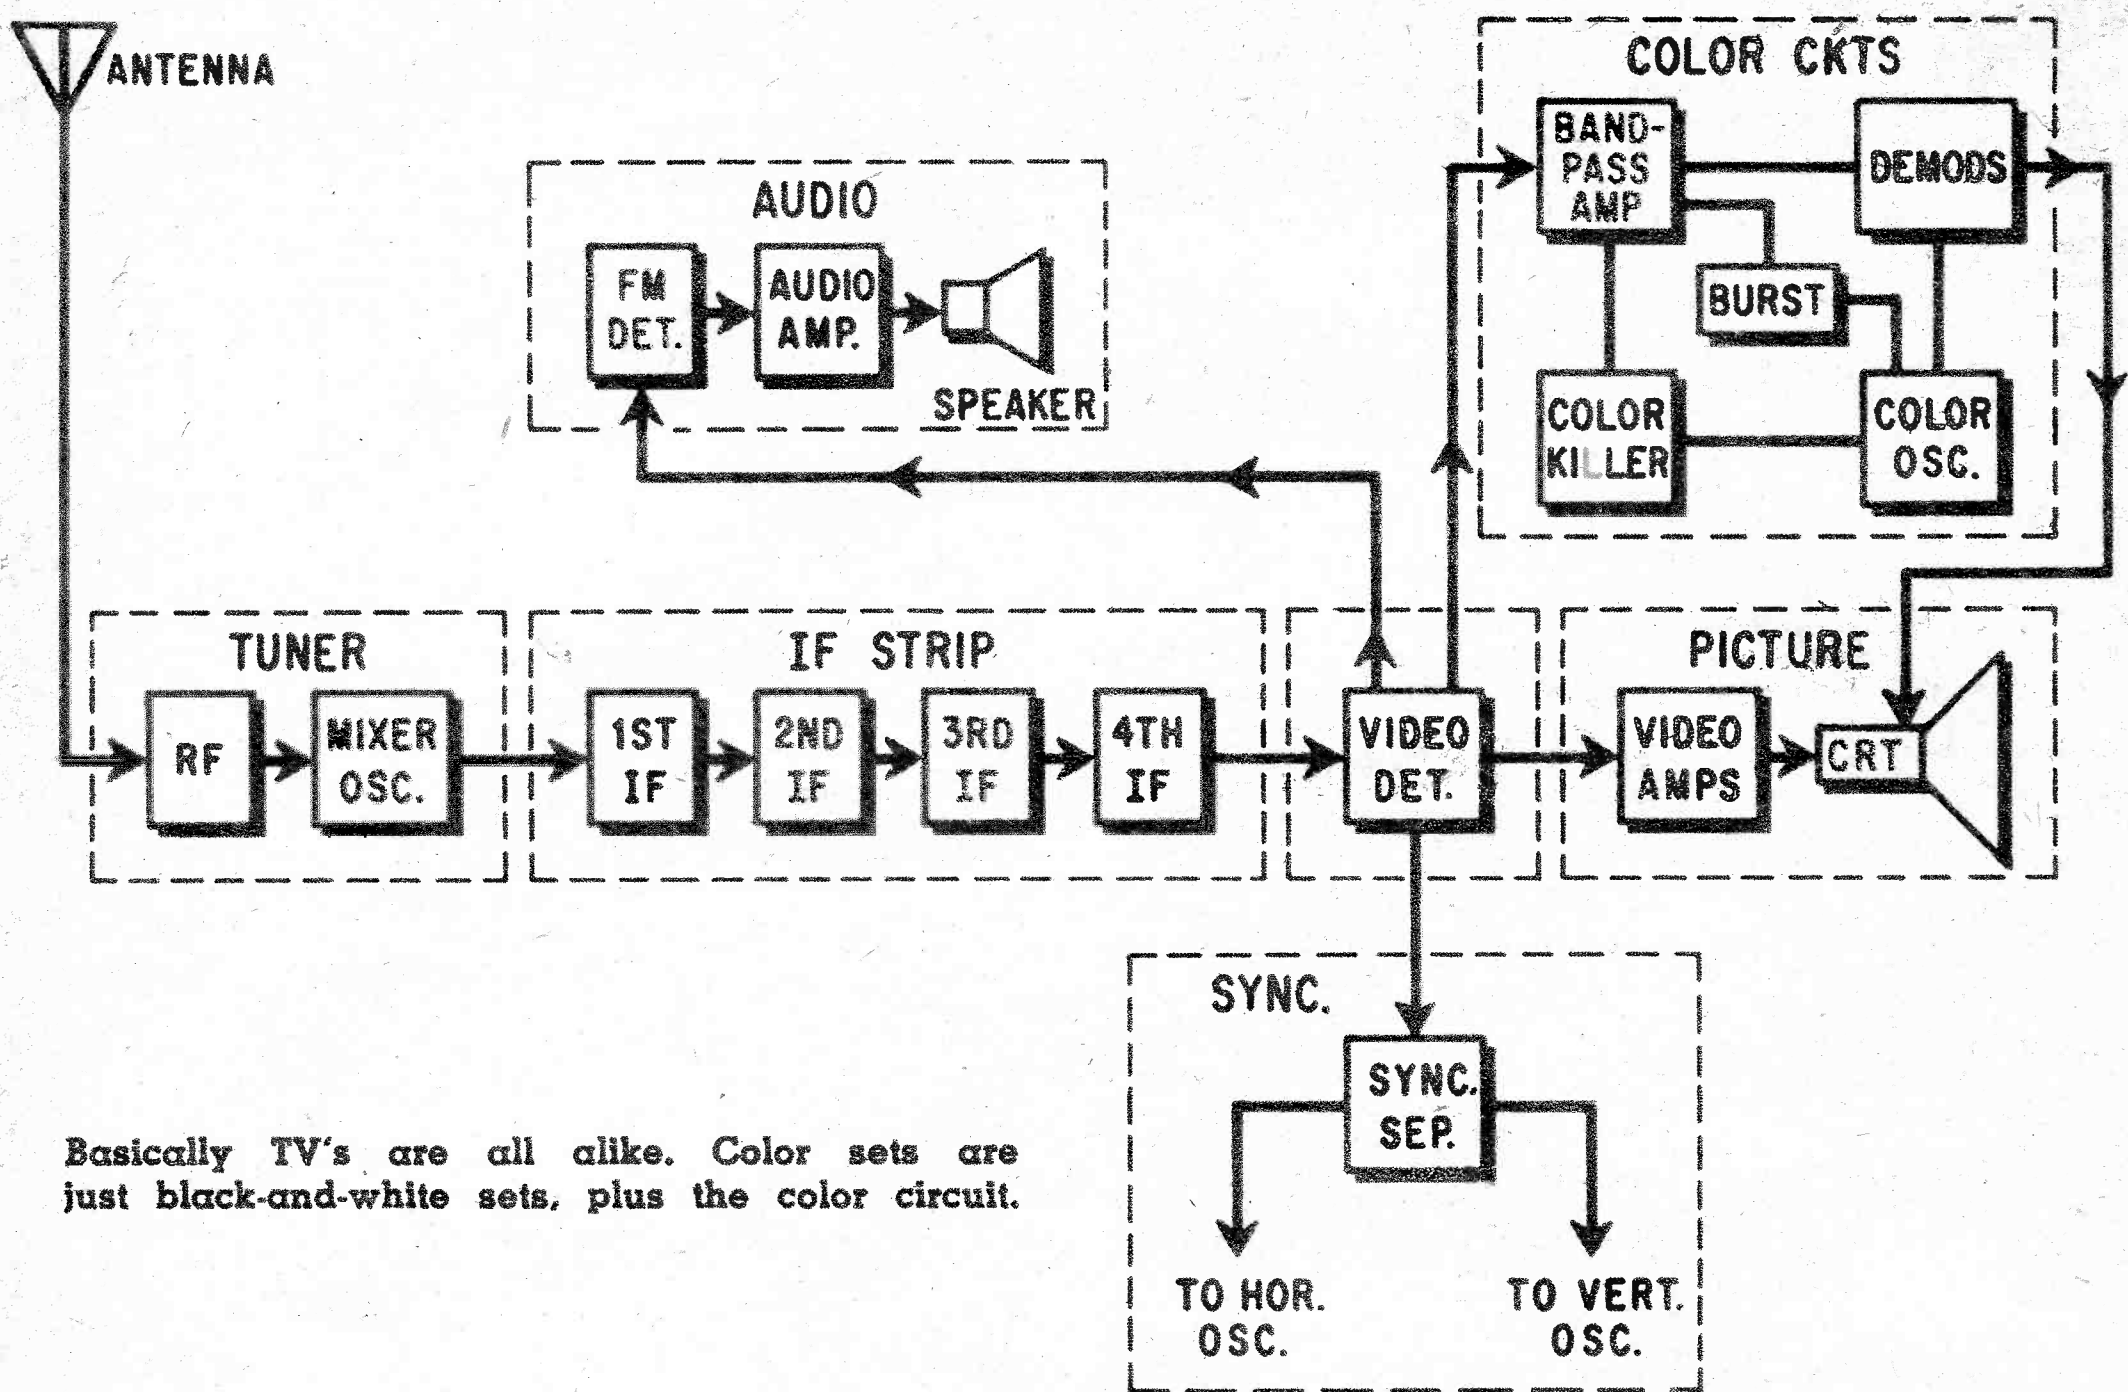 ANTENNA
COLOR CKTS
BAND-
PASS
AMP
DEMODS
BURST
COLOR
KILLER
COLOR
OSC.
AUDIO
FM
DET.
AUDIO
AMP.
SPEAKER
TUNER
RF
MIXER
OSC.
IF STRIP
1ST
IF
2ND
IF
3RD
IF
4TH
IF
VIDEO
DET.
PICTURE
VIDEO
AMPS
CRT
SYNC.
SYNC.
SEP.
TO HOR.
OSC.
TO VERT.
OSC.
Basically TV's are all alike. Color sets are
just black-and-white sets, plus the color circuit.